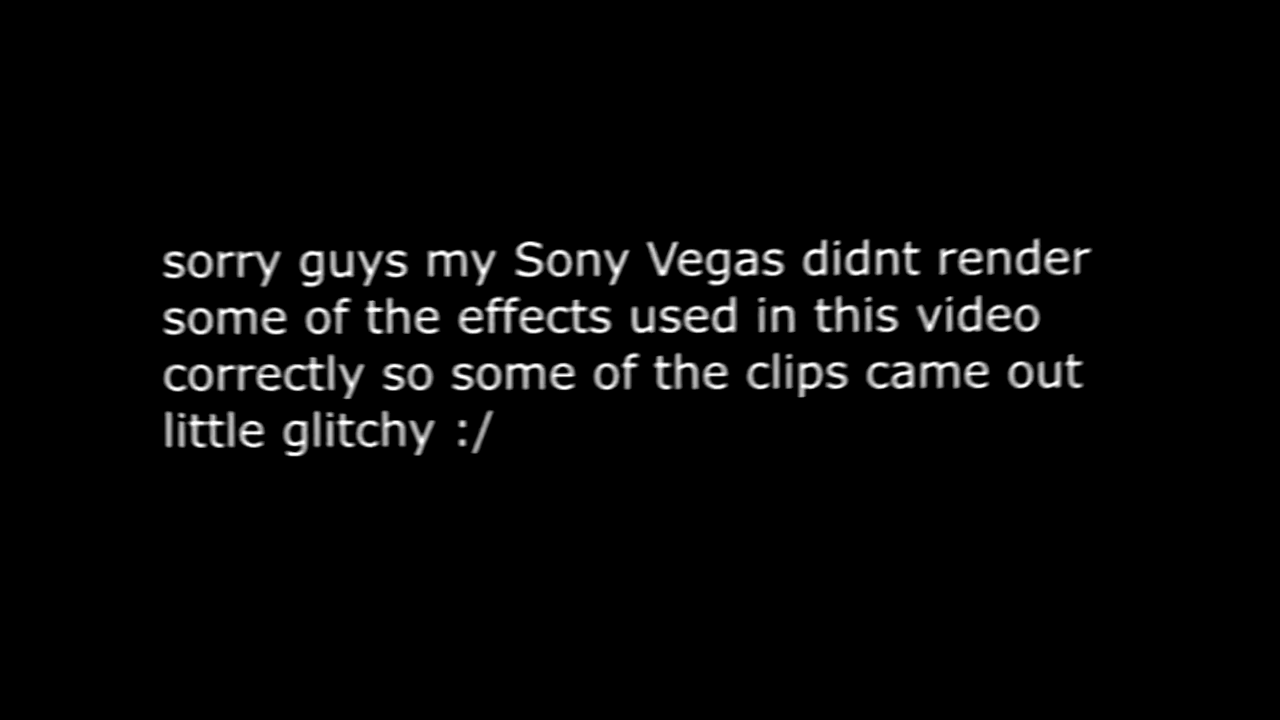 sorry guys my Sony Vegas didnt render
some of the effects used in this video
correctly so some of the clips came out
little glitchy :/